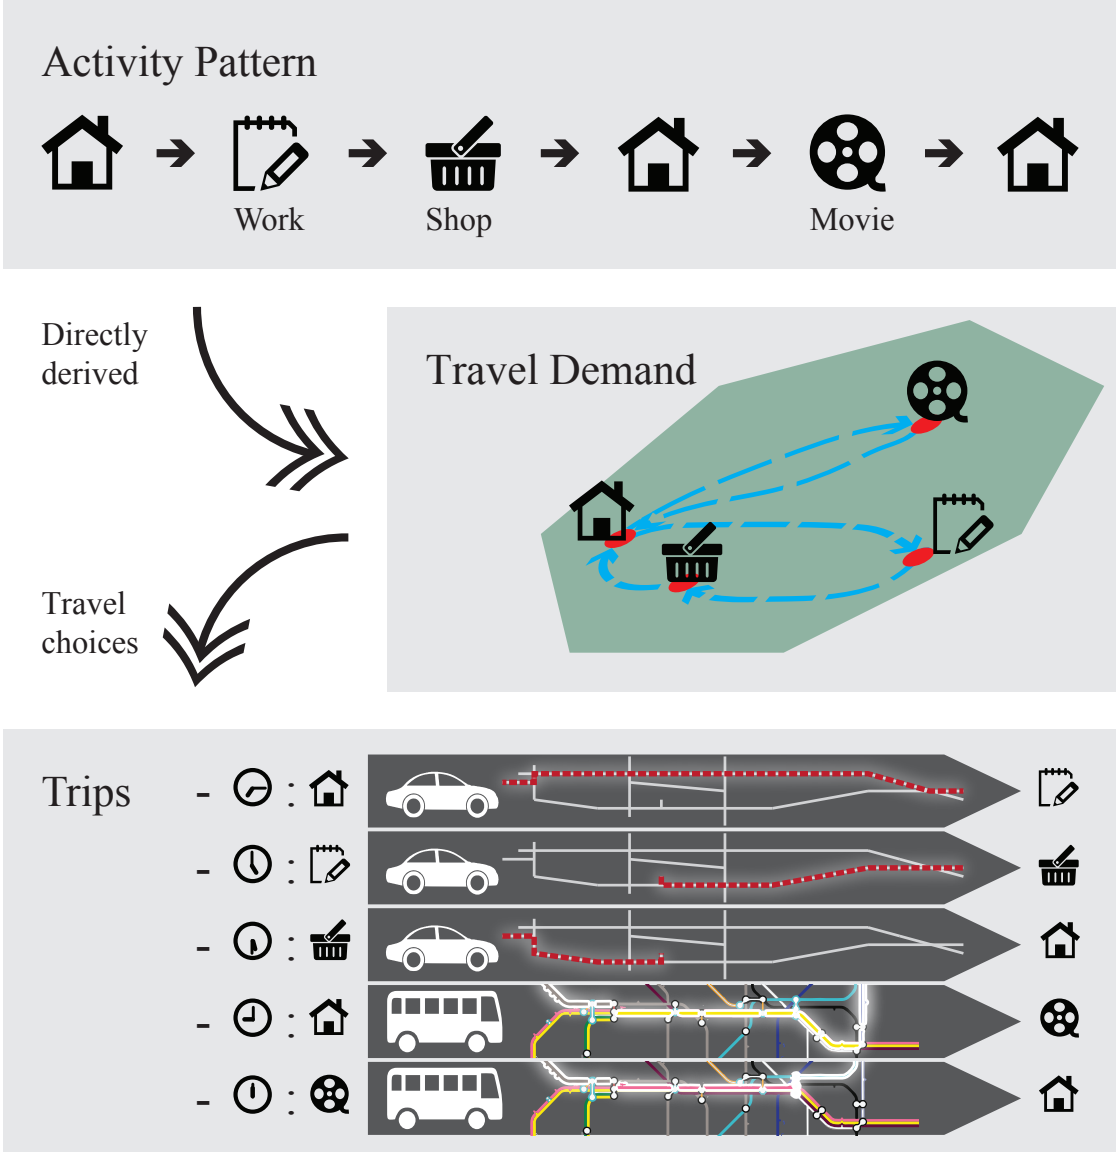 Activity Pattern
Work
Shop
Movie
Directly
derived
Travel Demand
Travel
choices
Trips
- :
- :
- :
- :
- :